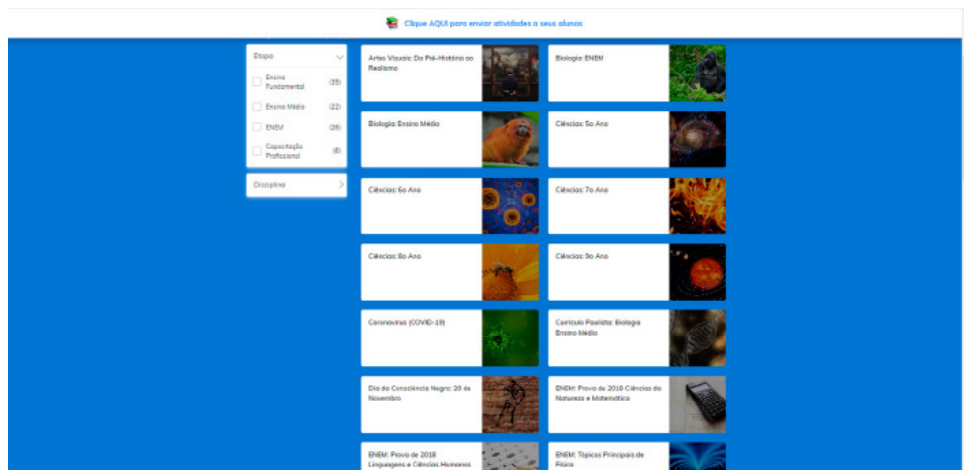 Clique AQUI para enviar atividades a seus alunos
Etapa
Ensino
Fundamental (35)
Ensino Médio (22)
ENEM (26)
Capacitação
Profissional (6)
Disciplina
Artes Visuais: Da Pré-História ao
Realismo
Biologia: ENEM
Biologia: Ensino Médio
Ciências: 5o Ano
Ciências: 6o Ano
Ciências: 7o Ano
Ciências: 8o Ano
Ciências: 9o Ano
Coronavírus (COVID-19)
Currículo Paulista: Biologia
Ensino Médio
Dia da Consciência Negra: 20 de
Novembro
ENEM: Prova de 2018 Ciências da
Natureza e Matemática
ENEM: Prova de 2018
Linguagens e Ciências Humanas
ENEM: Tópicos Principais de
Física